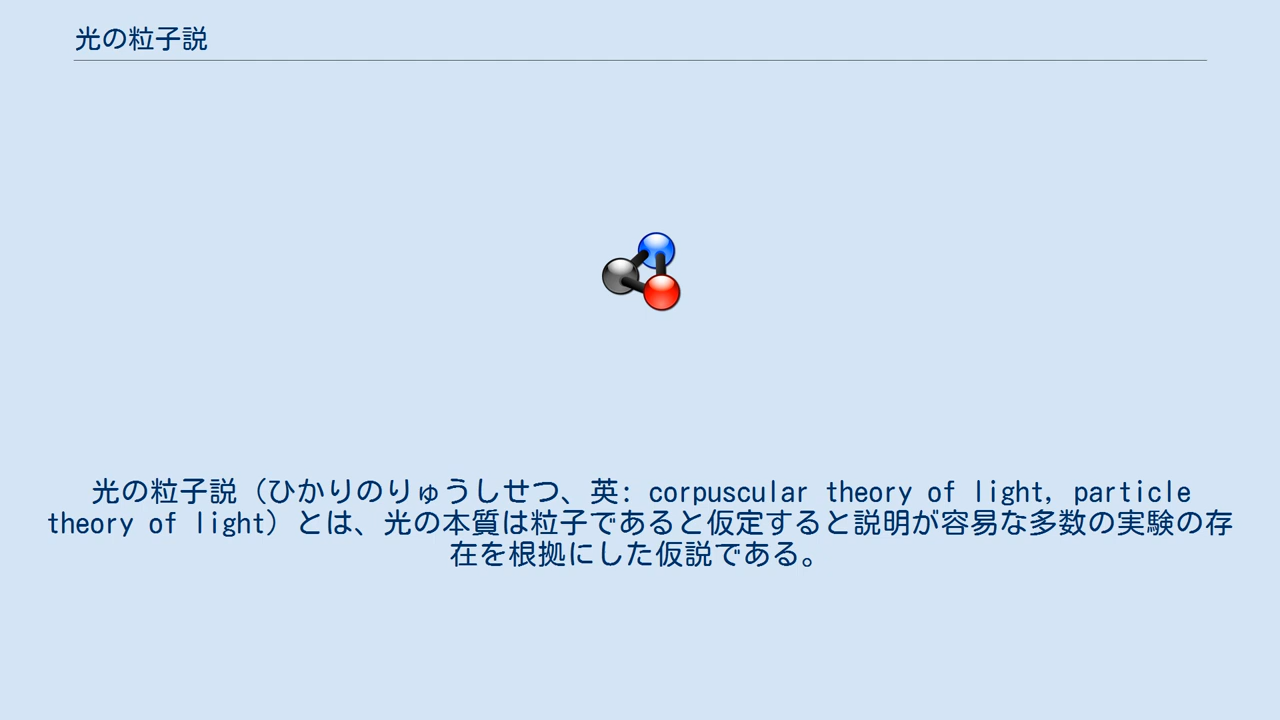 光の粒子説
光の粒子説（ひかりのりゅうしせつ、英: corpuscular theory of light, particle
theory of light）とは、光の本質は粒子であると仮定すると説明が容易な多数の実験の存
在を根拠にした仮説である。